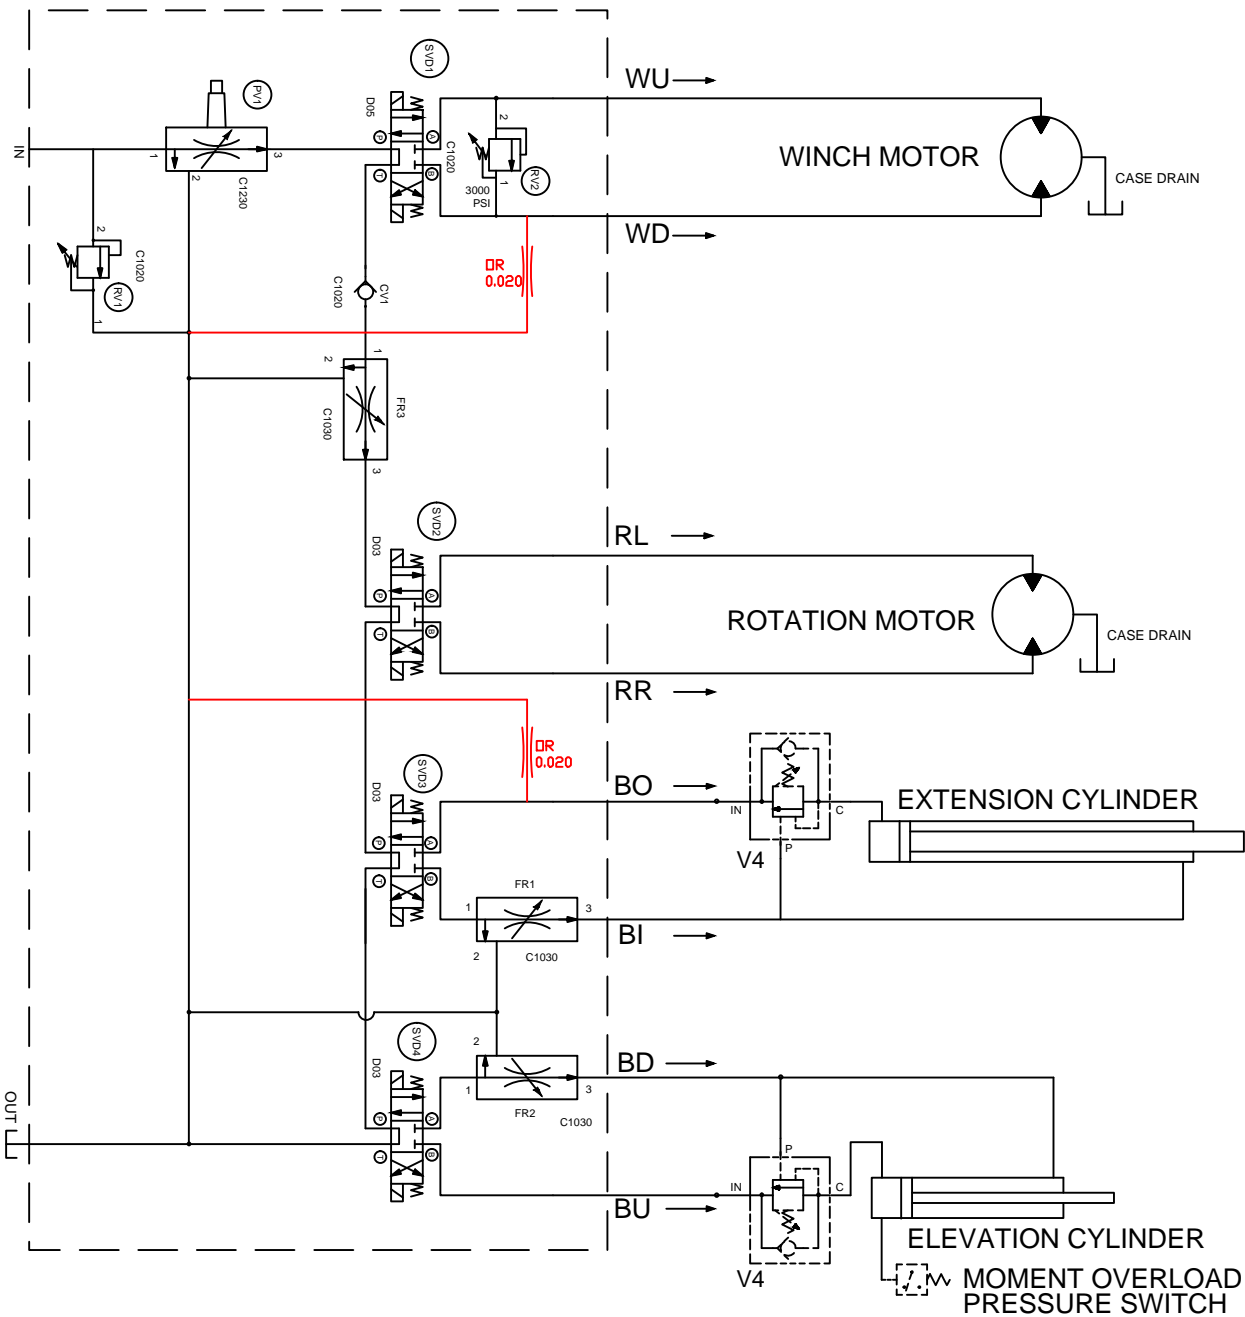 SVD1
WU
PV1
D05
P
A
C1020
2
WINCH MOTOR
IN
1
3
2
C1230
T
B
1
RV2
3000
PSI
CASE DRAIN
WD
2
C1020
RV1
1
OR
0.020
CV1
C1020
1
2
FR3
C1030
3
SVD2
RL
D03
P
A
ROTATION MOTOR
T
B
CASE DRAIN
RR
OR
0.020
SVD3
D03
BO
IN
C
EXTENSION CYLINDER
P
A
V4
P
T
B
FR1
1
3
BI
2
C1030
SVD4
D03
2
BD
1
3
FR2
C1030
OUT
P
A
T
B
P
IN
C
BU
ELEVATION CYLINDER
V4
MOMENT OVERLOAD
PRESSURE SWITCH